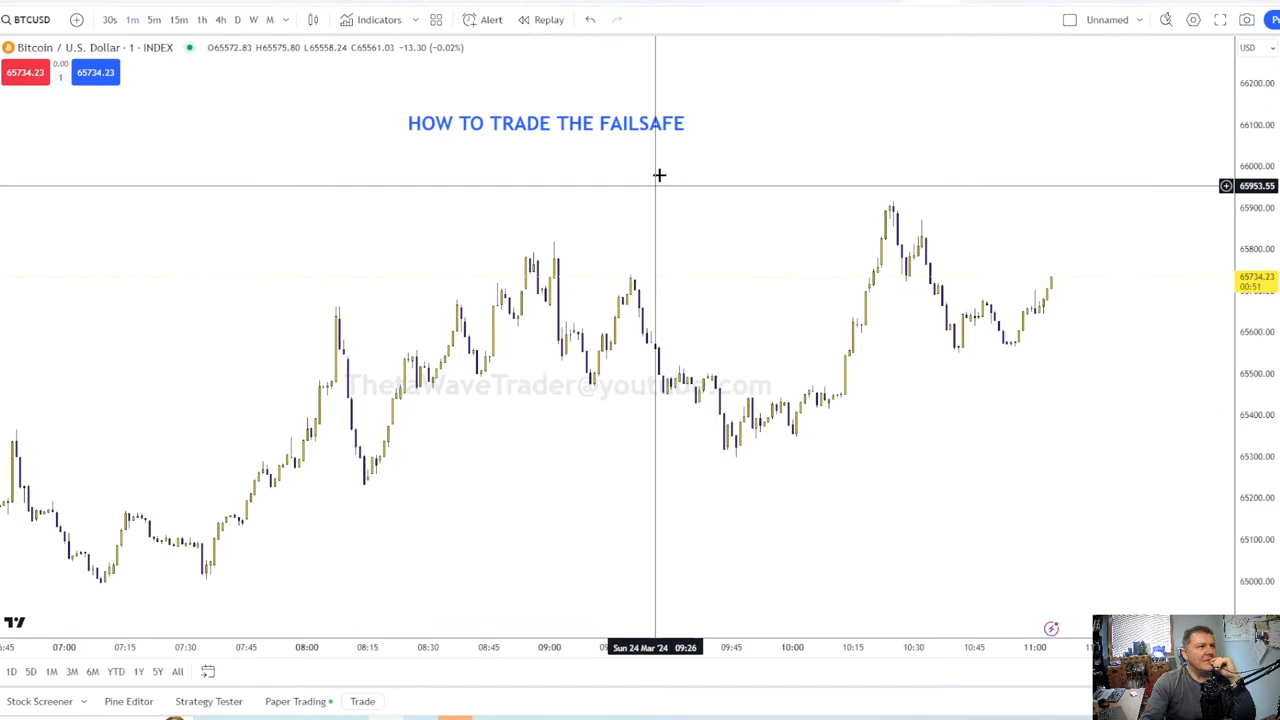 BTCUSD 30s 1m 5m 15m 1h 4h D W M Indicators Alert Replay Unnamed
Bitcoin / U.S. Dollar · 1 · INDEX O65572.83 H65575.80 L65558.24 C65561.03 −13.30 (−0.02%) USD
65734.23 0.00 1 65734.23
66200.00
HOW TO TRADE THE FAILSAFE
66100.00
66000.00
65953.55
65900.00
65800.00
65734.23
00:51
65600.00
65500.00
ThetaWaveTrader@youtube.com
65400.00
65300.00
65200.00
65100.00
65000.00
07:00 07:15 07:30 07:45 08:00 08:15 08:30 08:45 09:00 Sun 24 Mar '24 09:26 09:45 10:00 10:15 10:30 10:45 11:00
1D 5D 1M 3M 6M YTD 1Y 5Y All
Stock Screener Pine Editor Strategy Tester Paper Trading Trade